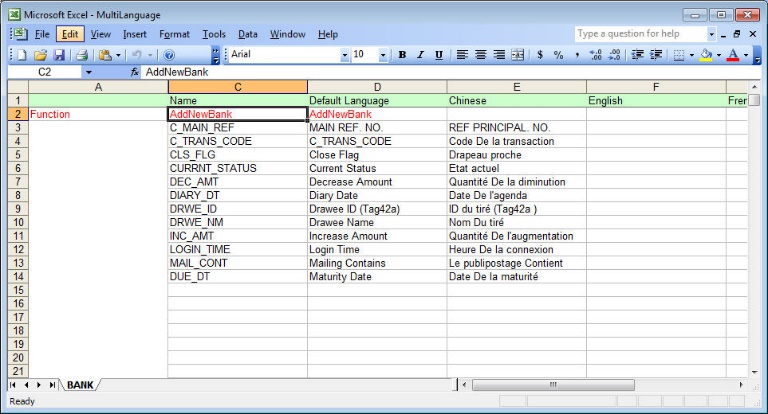 Microsoft Excel - MultiLanguage
File Edit View Insert Format Tools Data Window Help Type a question for help
Arial 10 B I U $ % ,
C2 fx AddNewBank
A C D E F
1 Name Default Language Chinese English Fren
2 Function AddNewBank AddNewBank
3 C_MAIN_REF MAIN REF. NO. REF PRINCIPAL. NO.
4 C_TRANS_CODE C_TRANS_CODE Code De la transaction
5 CLS_FLG Close Flag Drapeau proche
6 CURRNT_STATUS Current Status Etat actuel
7 DEC_AMT Decrease Amount Quantité De la diminution
8 DIARY_DT Diary Date Date De l'agenda
9 DRWE_ID Drawee ID (Tag42a) ID du tiré (Tag42a )
10 DRWE_NM Drawee Name Nom Du tiré
11 INC_AMT Increase Amount Quantité De l'augmentation
12 LOGIN_TIME Login Time Heure De la connexion
13 MAIL_CONT Mailing Contains Le publipostage Contient
14 DUE_DT Maturity Date Date De la maturité
15
16
17
18
19
20
21
BANK
Ready